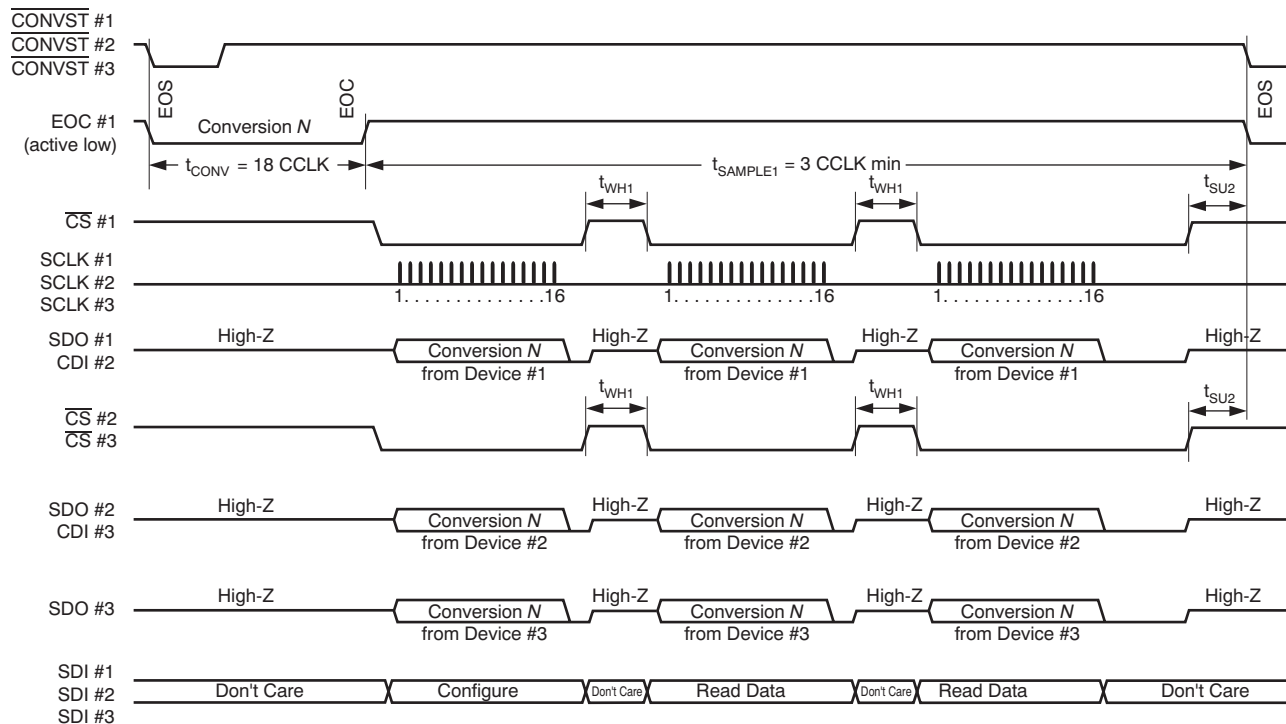 CONVST #1
CONVST #2
CONVST #3
EOS
EOC
EOS
EOC #1
(active low)
Conversion N
tCONV = 18 CCLK
tSAMPLE1 = 3 CCLK min
tWH1
tWH1
tSU2
CS #1
SCLK #1
SCLK #2
SCLK #3
1. . . . . . . . . . . . . . .16
1. . . . . . . . . . . . . . .16
1. . . . . . . . . . . . . . .16
SDO #1
CDI #2
High-Z
Conversion N
from Device #1
High-Z
Conversion N
from Device #1
High-Z
Conversion N
from Device #1
High-Z
tWH1
tWH1
tSU2
CS #2
CS #3
SDO #2
CDI #3
High-Z
Conversion N
from Device #2
High-Z
Conversion N
from Device #2
High-Z
Conversion N
from Device #2
High-Z
SDO #3
High-Z
Conversion N
from Device #3
High-Z
Conversion N
from Device #3
High-Z
Conversion N
from Device #3
High-Z
SDI #1
SDI #2
SDI #3
Don't Care
Configure
Don't Care
Read Data
Don't Care
Read Data
Don't Care